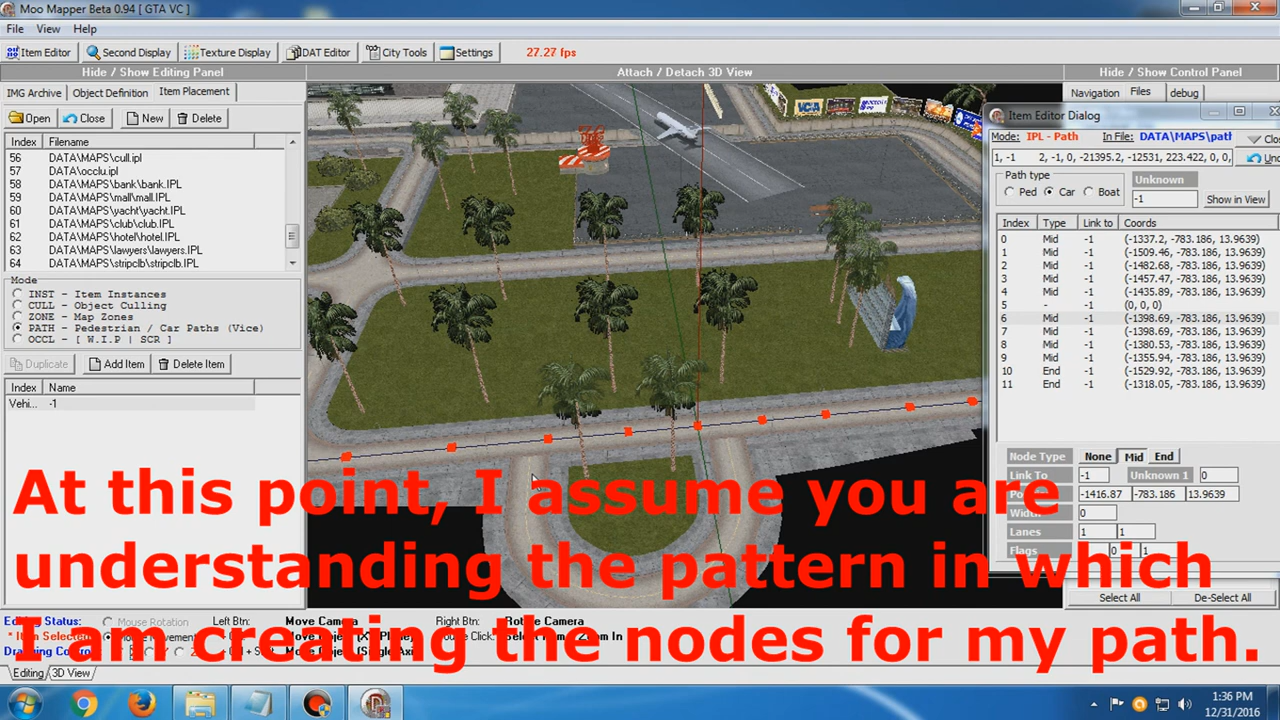 Moo Mapper Beta 0.94 [ GTA VC ]
File View Help
Item Editor Second Display Texture Display DAT Editor City Tools Settings 27.27 fps
Hide / Show Editing Panel Attach / Detach 3D View Hide / Show Control Panel
IMG Archive Object Definition Item Placement Navigation Files debug
Open Close New Delete
Index Filename
56 DATA\MAPS\cull.ipl
57 DATA\occlu.ipl
58 DATA\MAPS\bank\bank.IPL
59 DATA\MAPS\mall\mall.IPL
60 DATA\MAPS\yacht\yacht.IPL
61 DATA\MAPS\club\club.IPL
62 DATA\MAPS\hotel\hotel.IPL
63 DATA\MAPS\lawyers\lawyers.IPL
64 DATA\MAPS\stripclb\stripclb.IPL
Mode
INST - Item Instances
CULL - Object Culling
ZONE - Map Zones
PATH - Pedestrian / Car Paths (Vice)
OCCL - [ W.I.P | SCR ]
Duplicate Add Item Delete Item
Index Name
Vehi... -1
Item Editor Dialog
Mode: IPL - Path In File: DATA\MAPS\path
1, -1 2, -1, 0, -21395.2, -12531, 223.422, 0, 0,
Path type
Ped Car Boat
Unknown
-1
Show in View
Index Type Link to Coords
0 Mid -1 (-1337.2, -783.186, 13.9639)
1 Mid -1 (-1509.46, -783.186, 13.9639)
2 Mid -1 (-1482.68, -783.186, 13.9639)
3 Mid -1 (-1457.47, -783.186, 13.9639)
4 Mid -1 (-1435.89, -783.186, 13.9639)
5 - -1 (0, 0, 0)
6 Mid -1 (-1398.69, -783.186, 13.9639)
7 Mid -1 (-1398.69, -783.186, 13.9639)
8 Mid -1 (-1380.53, -783.186, 13.9639)
9 Mid -1 (-1355.94, -783.186, 13.9639)
10 End -1 (-1529.92, -783.186, 13.9639)
11 End -1 (-1318.05, -783.186, 13.9639)
Node Type None Mid End
Link To -1 Unknown 1 0
-1416.87 -783.186 13.9639
Width 0
Lanes 1 1
Flags 0 1
Select All De-Select All
At this point, I assume you are
understanding the pattern in which
I am creating the nodes for my path.
Left Btn: Move Camera Right Btn: Rotate Camera
Editing 3D View
1:36 PM
12/31/2016